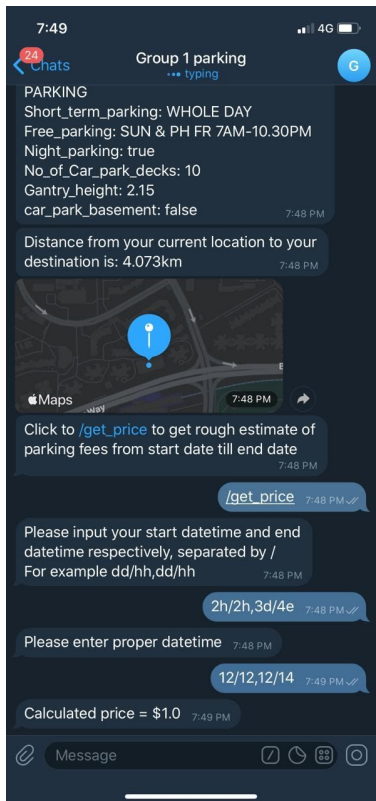 7:49
4G
24
Chats
Group 1 parking
typing
G
PARKING
Short_term_parking: WHOLE DAY
Free_parking: SUN & PH FR 7AM-10.30PM
Night_parking: true
No_of_Car_park_decks: 10
Gantry_height: 2.15
car_park_basement: false
7:48 PM
Distance from your current location to your
destination is: 4.073km
7:48 PM
Maps
way
7:48 PM
Click to /get_price to get rough estimate of
parking fees from start date till end date
7:48 PM
/get_price 7:48 PM
Please input your start datetime and end
datetime respectively, separated by /
For example dd/hh,dd/hh
7:48 PM
2h/2h,3d/4e 7:48 PM
Please enter proper datetime 7:48 PM
12/12,12/14 7:49 PM
Calculated price = $1.0 7:49 PM
Message